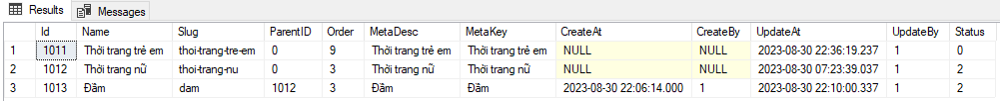 Results Messages
Id Name Slug ParentID Order MetaDesc MetaKey CreateAt CreateBy UpdateAt UpdateBy Status
1 1011 Thời trang trẻ em thoi-trang-tre-em 0 9 Thời trang trẻ em Thời trang trẻ em NULL NULL 2023-08-30 22:36:19.237 1 0
2 1012 Thời trang nữ thoi-trang-nu 0 3 Thời trang nữ Thời trang nữ NULL NULL 2023-08-30 07:23:39.037 1 2
3 1013 Đầm dam 1012 3 Đầm Đầm 2023-08-30 22:06:14.000 1 2023-08-30 22:10:00.337 1 2